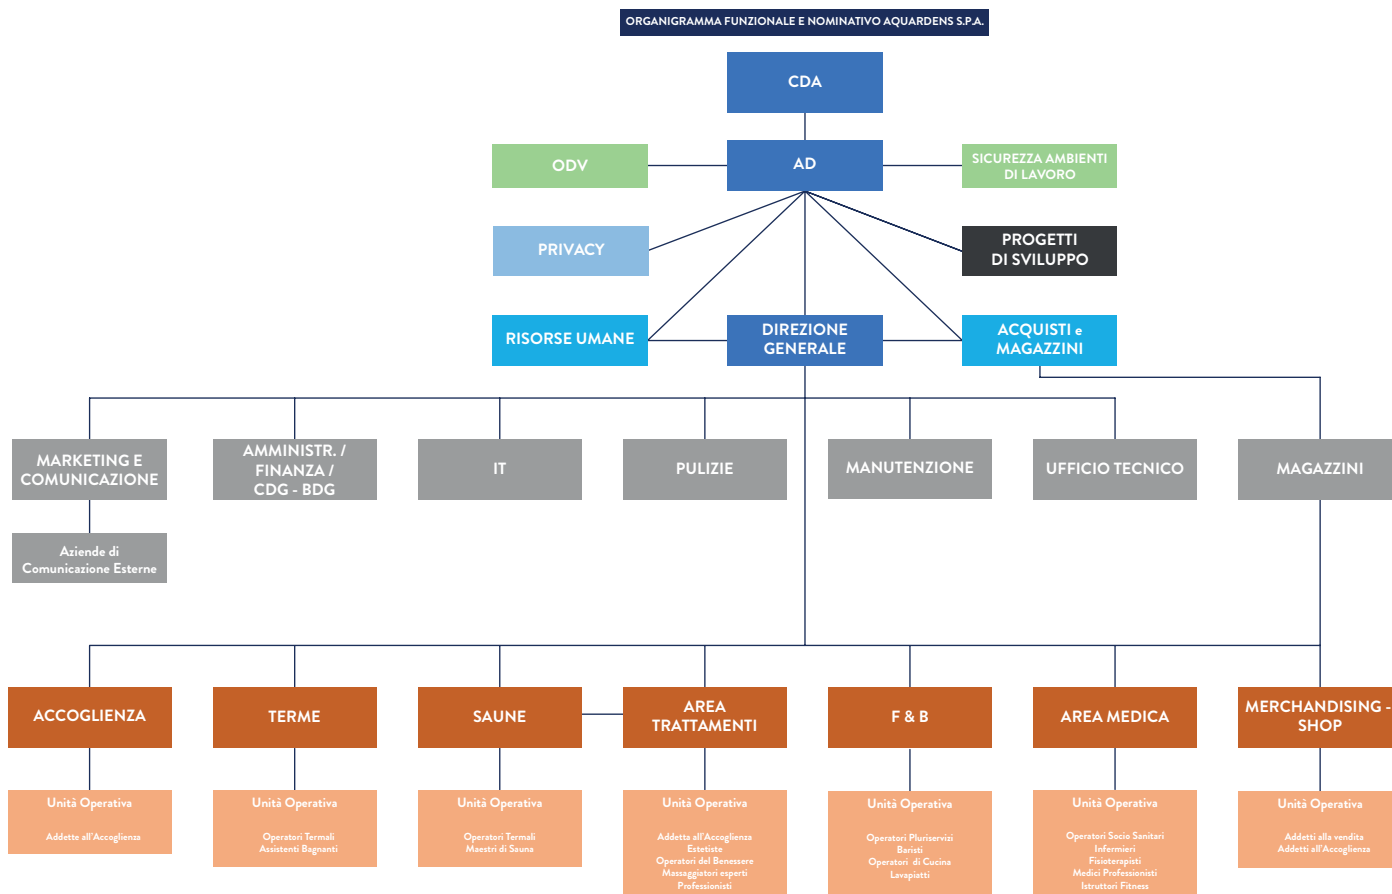 ORGANIGRAMMA FUNZIONALE E NOMINATIVO AQUARDENS S.P.A.
CDA
ODV
AD
SICUREZZA AMBIENTI
DI LAVORO
PRIVACY
PROGETTI
DI SVILUPPO
RISORSE UMANE
DIREZIONE
GENERALE
ACQUISTI e
MAGAZZINI
MARKETING E
COMUNICAZIONE
AMMINISTR. /
FINANZA /
CDG - BDG
IT
PULIZIE
MANUTENZIONE
UFFICIO TECNICO
MAGAZZINI
Aziende di
Comunicazione Esterne
ACCOGLIENZA
TERME
SAUNE
AREA
TRATTAMENTI
F & B
AREA MEDICA
MERCHANDISING -
SHOP
Unità Operativa
Addette all'Accoglienza
Unità Operativa
Operatori Termali
Assistenti Bagnanti
Unità Operativa
Operatori Termali
Maestri di Sauna
Unità Operativa
Addetta all'Accoglienza
Estetiste
Operatori del Benessere
Massaggiatori esperti
Professionisti
Unità Operativa
Operatori Pluriservizi
Baristi
Operatori di Cucina
Lavapiatti
Unità Operativa
Operatori Socio Sanitari
Infermieri
Fisioterapisti
Medici Professionisti
Istruttori Fitness
Unità Operativa
Addetti alla vendita
Addetti all'Accoglienza